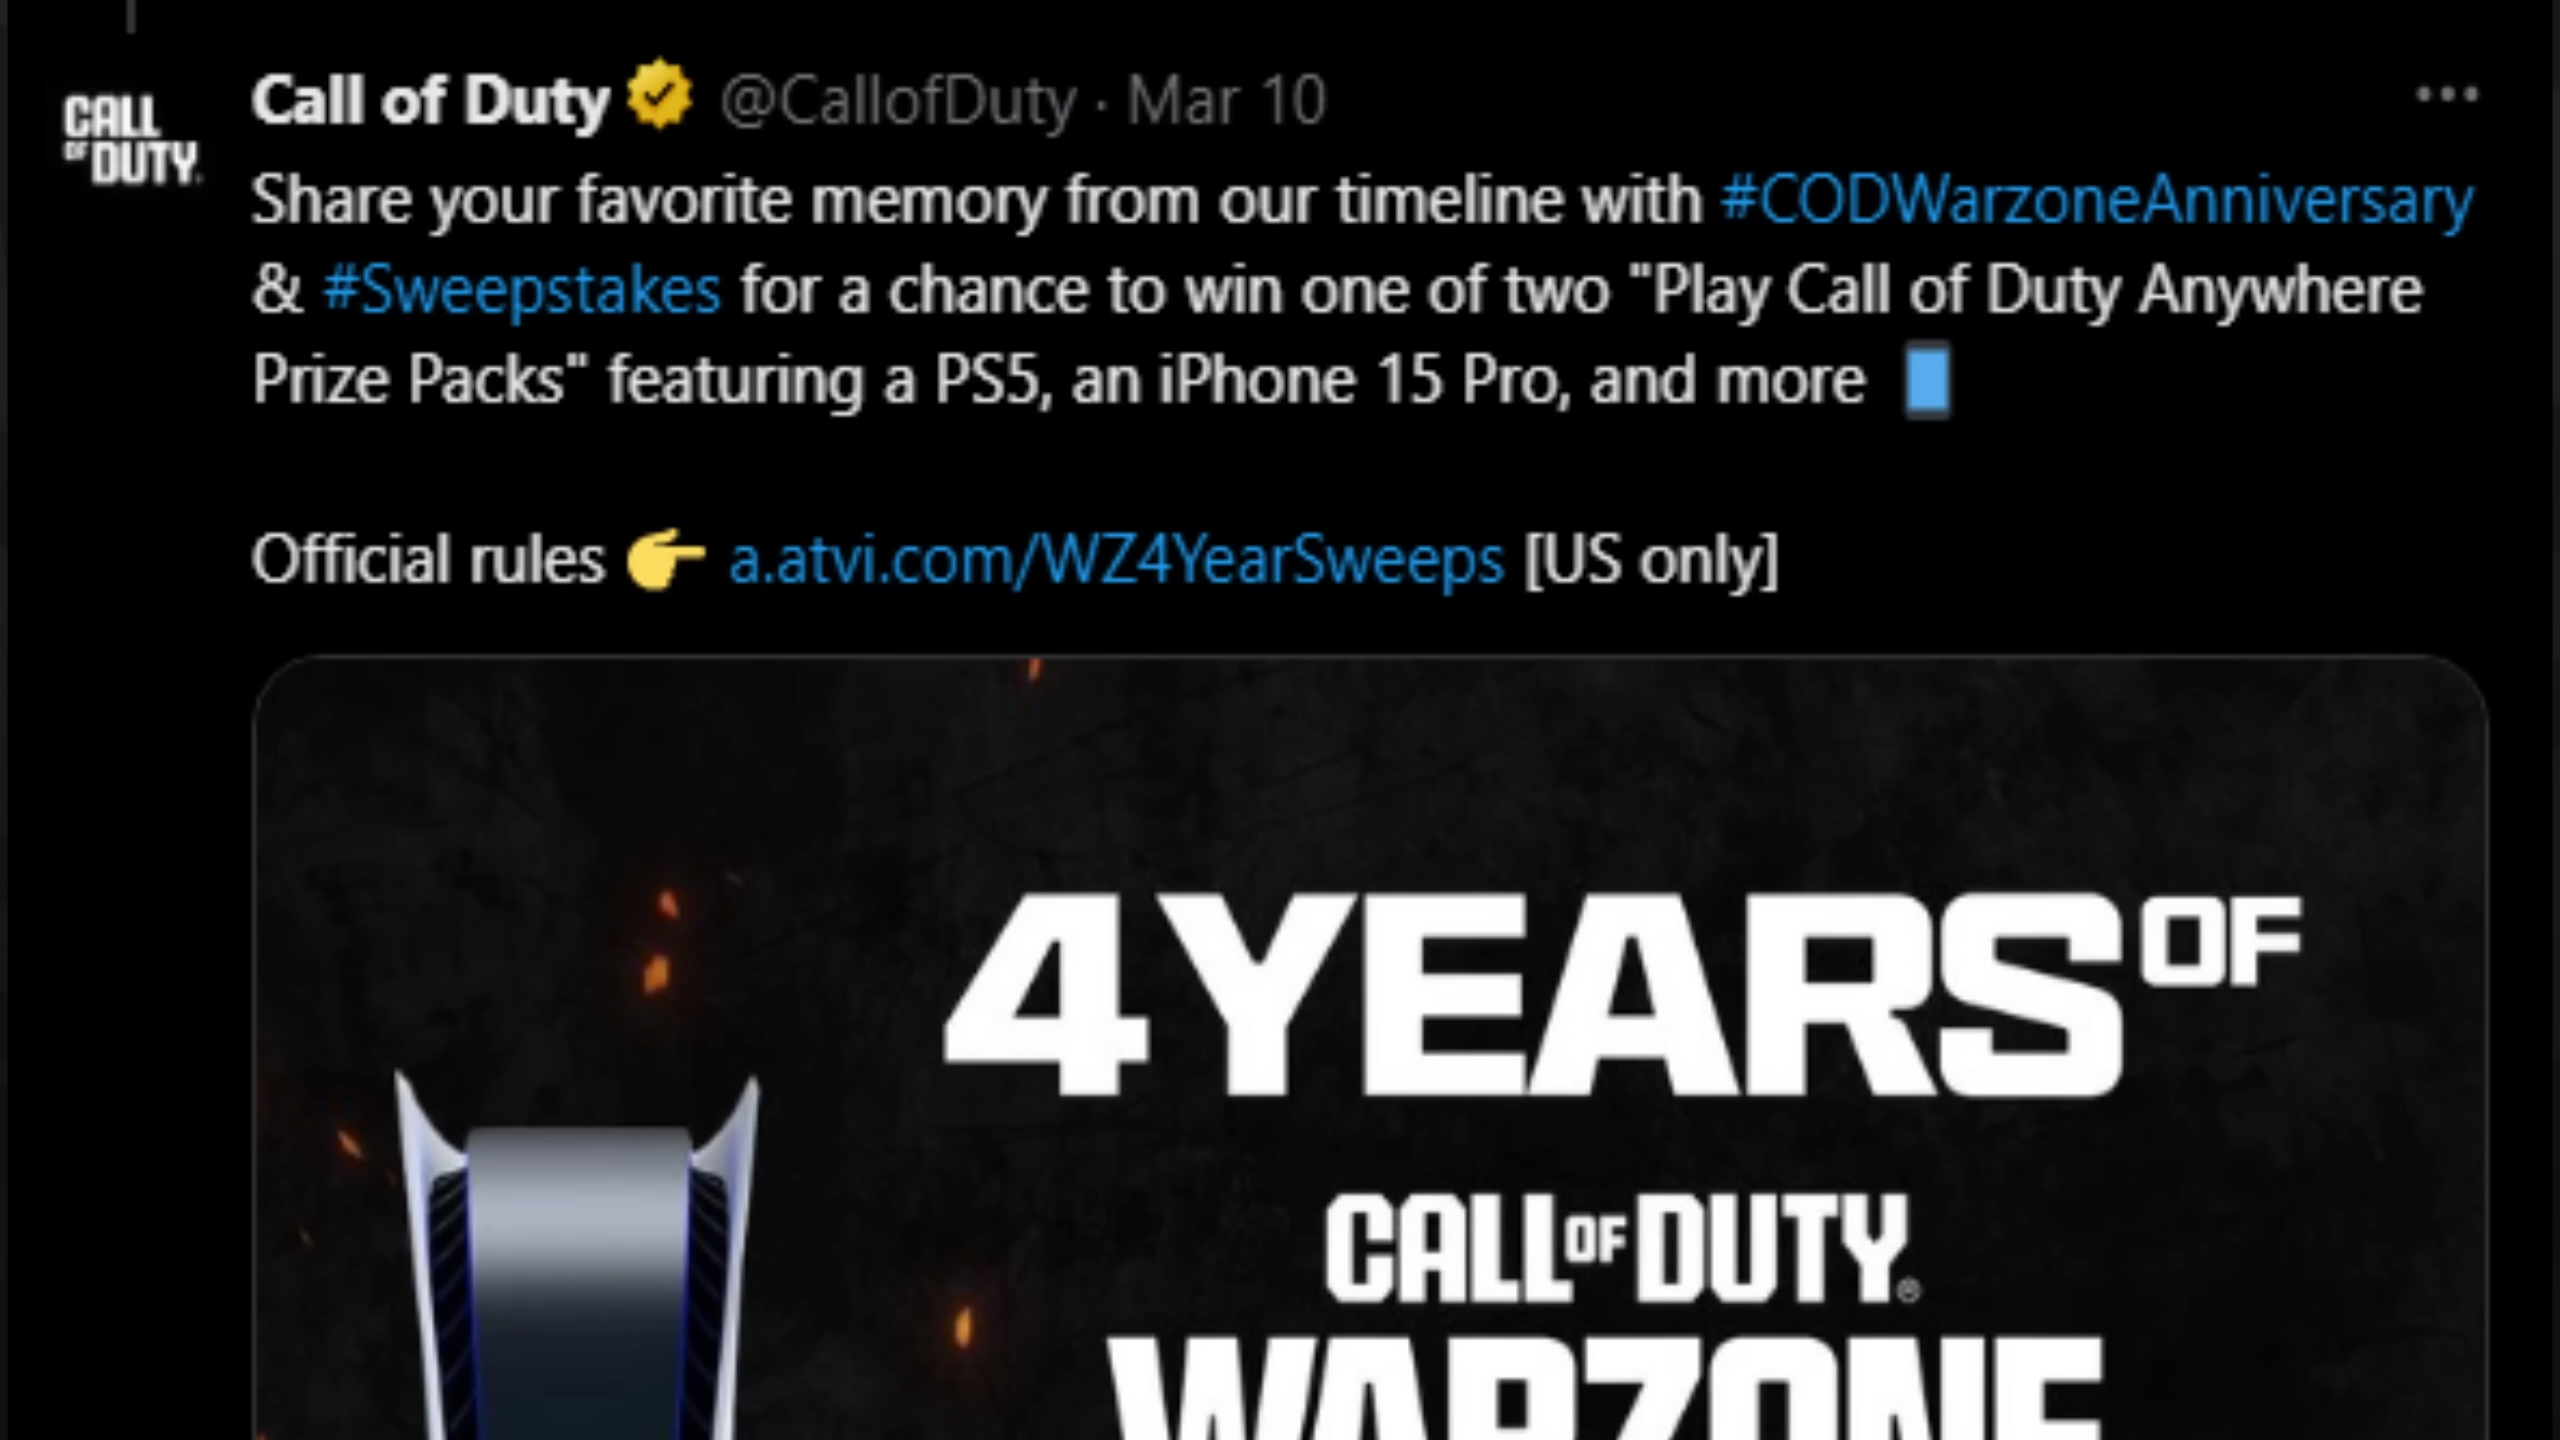 CALL
OF DUTY.
Call of Duty @CallofDuty · Mar 10
Share your favorite memory from our timeline with #CODWarzoneAnniversary
& #Sweepstakes for a chance to win one of two "Play Call of Duty Anywhere
Prize Packs" featuring a PS5, an iPhone 15 Pro, and more 📱
Official rules 👉 a.atvi.com/WZ4YearSweeps [US only]
4 YEARS OF
CALL OF DUTY®
WARZONE